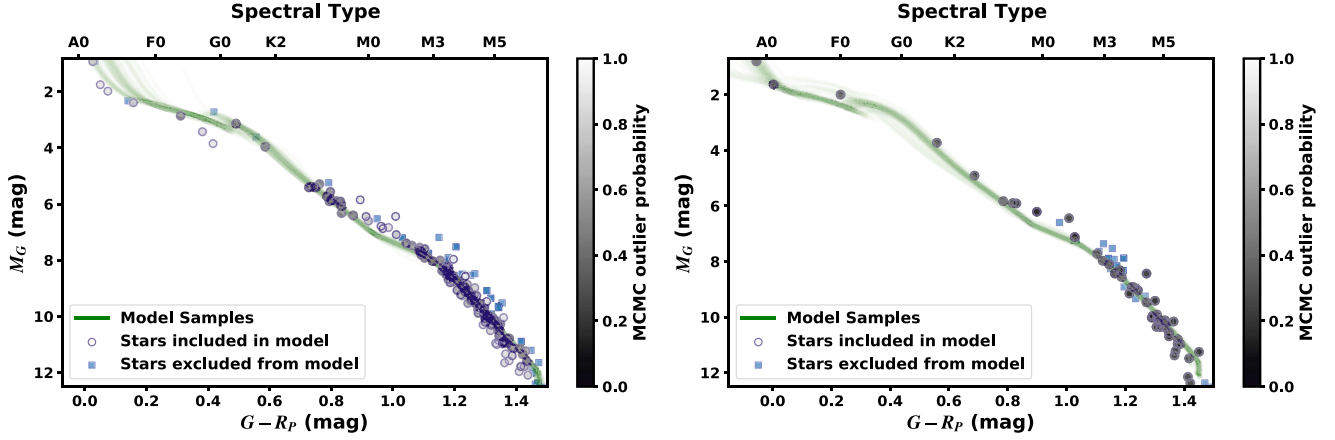 Spectral Type
A0 F0 G0 K2 M0 M3 M5
2
4
6
8
10
12
M_G (mag)
Model Samples
Stars included in model
Stars excluded from model
0.0 0.2 0.4 0.6 0.8 1.0 1.2 1.4
G − R_P (mag)
1.0
0.8
0.6
0.4
0.2
0.0
MCMC outlier probability
Spectral Type
A0 F0 G0 K2 M0 M3 M5
2
4
6
8
10
12
M_G (mag)
Model Samples
Stars included in model
Stars excluded from model
0.0 0.2 0.4 0.6 0.8 1.0 1.2 1.4
G − R_P (mag)
1.0
0.8
0.6
0.4
0.2
0.0
MCMC outlier probability